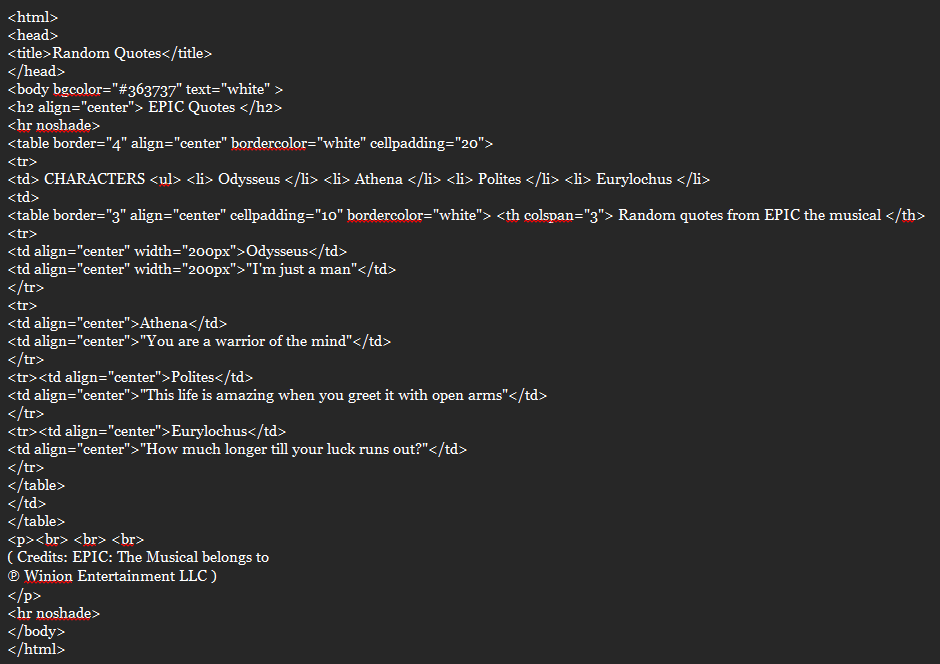 <html>
<head>
<title>Random Quotes</title>
</head>
<body bgcolor="#363737" text="white" >
<h2 align="center"> EPIC Quotes </h2>
<hr noshade>
<table border="4" align="center" bordercolor="white" cellpadding="20">
<tr>
<td> CHARACTERS <ul> <li> Odysseus </li> <li> Athena </li> <li> Polites </li> <li> Eurylochus </li>
<td>
<table border="3" align="center" cellpadding="10" bordercolor="white"> <th colspan="3"> Random quotes from EPIC the musical </th>
<tr>
<td align="center" width="200px">Odysseus</td>
<td align="center" width="200px">"I'm just a man"</td>
</tr>
<tr>
<td align="center">Athena</td>
<td align="center">"You are a warrior of the mind"</td>
</tr>
<tr><td align="center">Polites</td>
<td align="center">"This life is amazing when you greet it with open arms"</td>
</tr>
<tr><td align="center">Eurylochus</td>
<td align="center">"How much longer till your luck runs out?"</td>
</tr>
</table>
</td>
</table>
<p><br> <br> <br>
( Credits: EPIC: The Musical belongs to
℗ Winion Entertainment LLC )
</p>
<hr noshade>
</body>
</html>